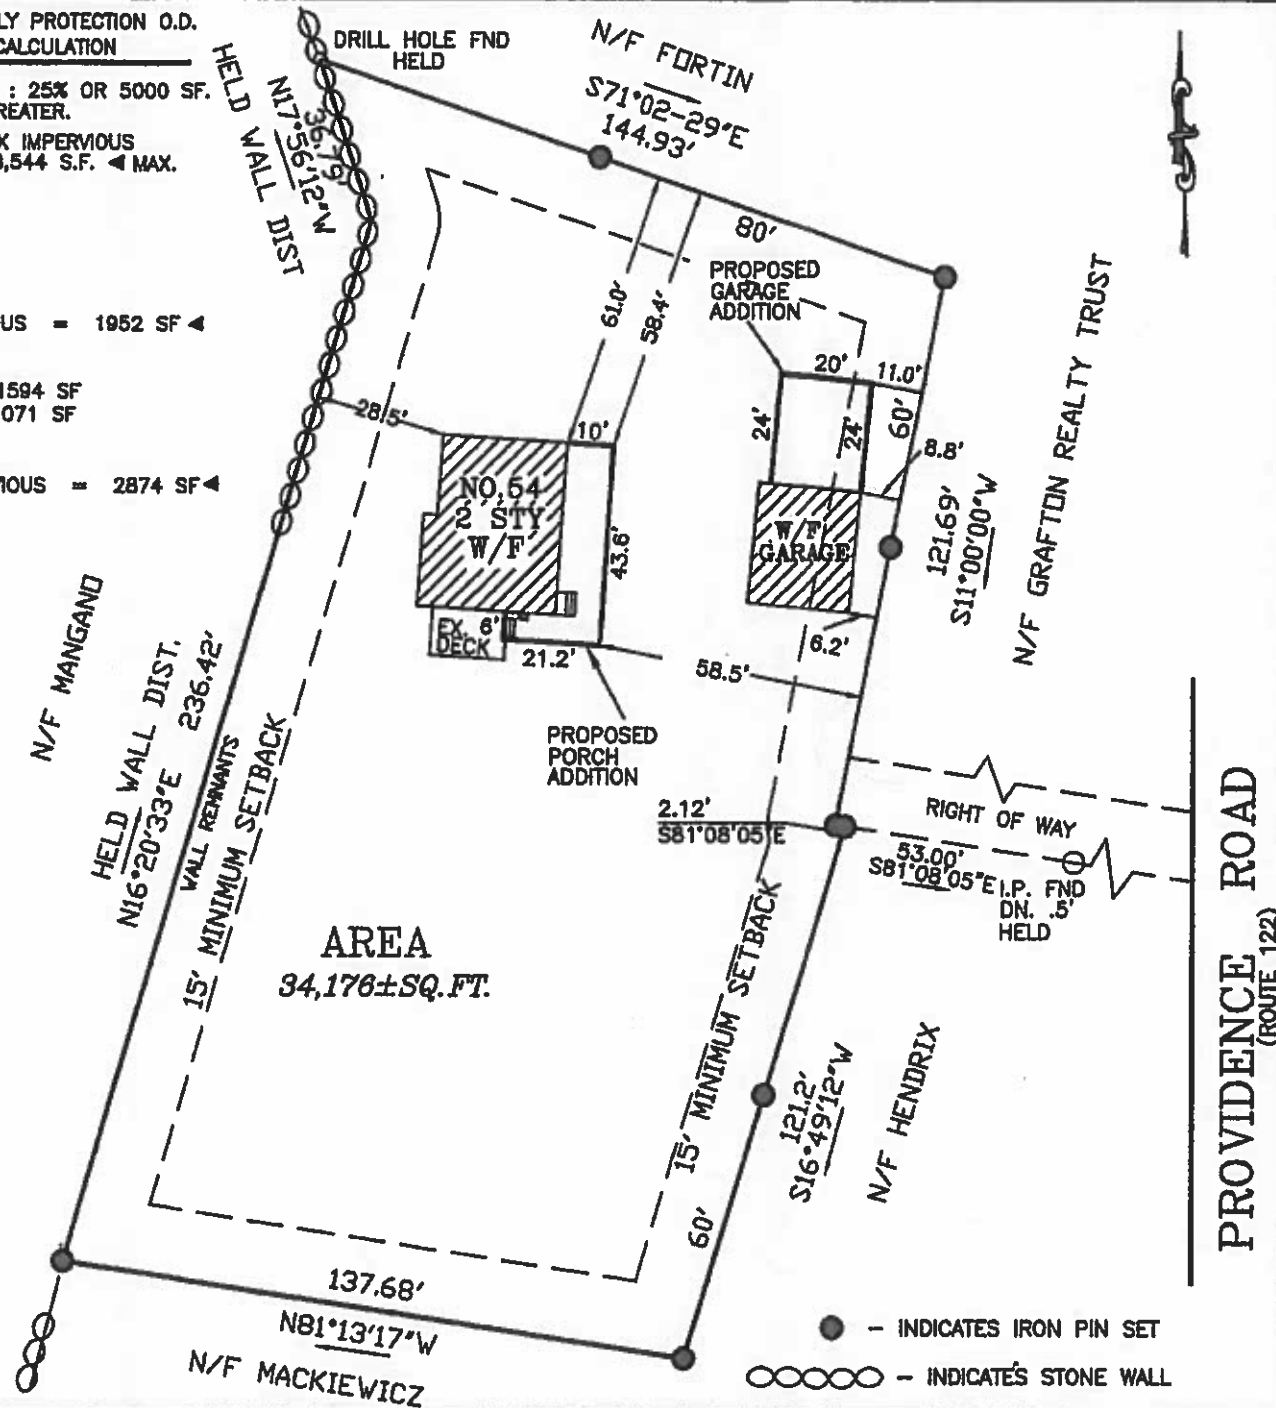 LY PROTECTION O.D.
CALCULATION
: 25% OR 5000 SF.
REATER.
X IMPERVIOUS
,544 S.F. ◄ MAX.
US = 1952 SF ◄
1594 SF
071 SF
IOUS = 2874 SF ◄
DRILL HOLE FND
HELD
N/F FORTIN
S71°02-29"E
144.93'
HELD WALL DIST
N17°56'12"W
36.79'
80'
61.0'
58.4'
PROPOSED
GARAGE
ADDITION
20'
11.0'
24'
24'
60'
8.8'
28.5'
10'
NO.54
2 STY
W/F
43.6'
W/F
GARAGE
121.69'
S11°00'00"W
N/F GRAFTON REALTY TRUST
EX.
DECK
6'
21.2'
6.2'
58.5'
PROPOSED
PORCH
ADDITION
N/F MANGANO
HELD WALL DIST.
N16°20'33"E 236.42'
WALL REMNANTS
15' MINIMUM SETBACK
2.12'
S81°08'05"E
RIGHT OF WAY
53.00'
S81°08'05"E
I.P. FND
DN. .5'
HELD
AREA
34,176±SQ.FT.
15' MINIMUM SETBACK
121.2'
S16°49'12"W
N/F HENDRIX
60'
PROVIDENCE ROAD
(ROUTE 122)
137.68'
N81°13'17"W
N/F MACKIEWICZ
- INDICATES IRON PIN SET
- INDICATE'S STONE WALL